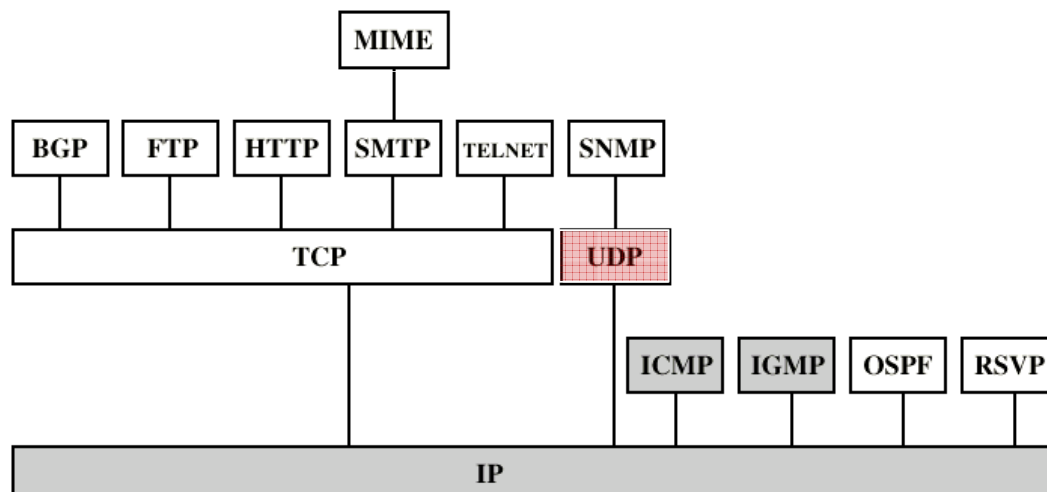 MIME
BGP FTP HTTP SMTP TELNET SNMP
TCP UDP
ICMP IGMP OSPF RSVP
IP